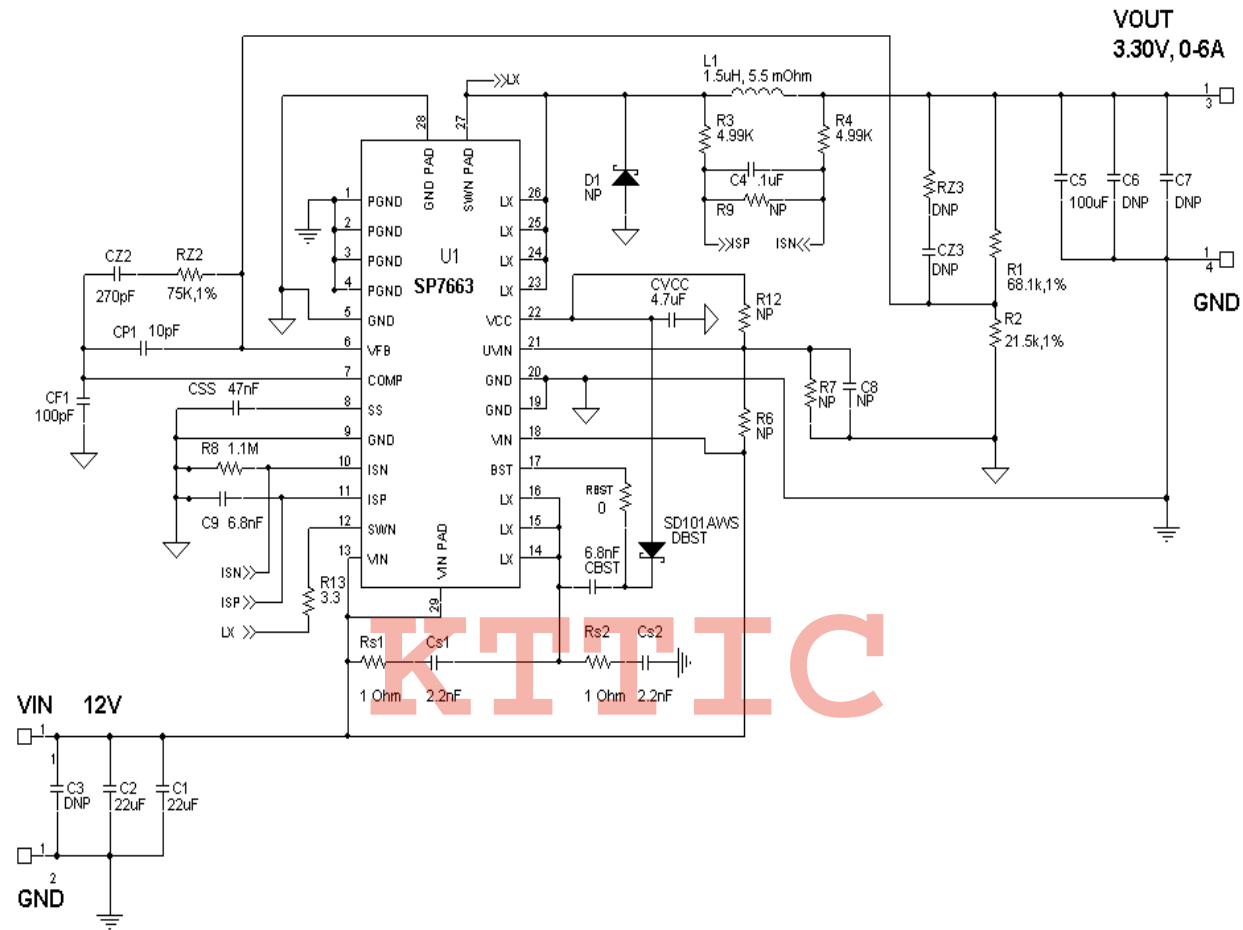 VOUT
3.30V, 0-6A
L1
1.5uH, 5.5 mOhm
LX
28
27
GND PAD
SWN PAD
R3
4.99K
R4
4.99K
1
3
C4 .1uF
R9 NP
ISP
ISN
D1
NP
RZ3
DNP
CZ3
DNP
R1
68.1k,1%
R2
21.5k,1%
C5
100uF
C6
DNP
C7
DNP
1
4
GND
U1
SP7663
1 PGND
2 PGND
3 PGND
4 PGND
5 GND
6 VFB
7 COMP
8 SS
9 GND
10 ISN
11 ISP
12 SWN
13 VIN
LX 26
LX 25
LX 24
LX 23
VCC 22
UVIN 21
GND 20
GND 19
VIN 18
BST 17
LX 16
LX 15
LX 14
VIN PAD
29
CZ2
270pF
RZ2
75K,1%
CP1 10pF
CF1
100pF
CSS 47nF
R8 1.1M
C9 6.8nF
ISN
ISP
LX
R13
3.3
CVCC
4.7uF
R12
NP
R7
NP
C8
NP
R6
NP
RBST
0
SD101AWS
DBST
6.8nF
CBST
Rs1
1 Ohm
Cs1
2.2nF
Rs2
1 Ohm
Cs2
2.2nF
KTTIC
VIN 12V
1
1
C3
DNP
C2
22uF
C1
22uF
1
2
GND